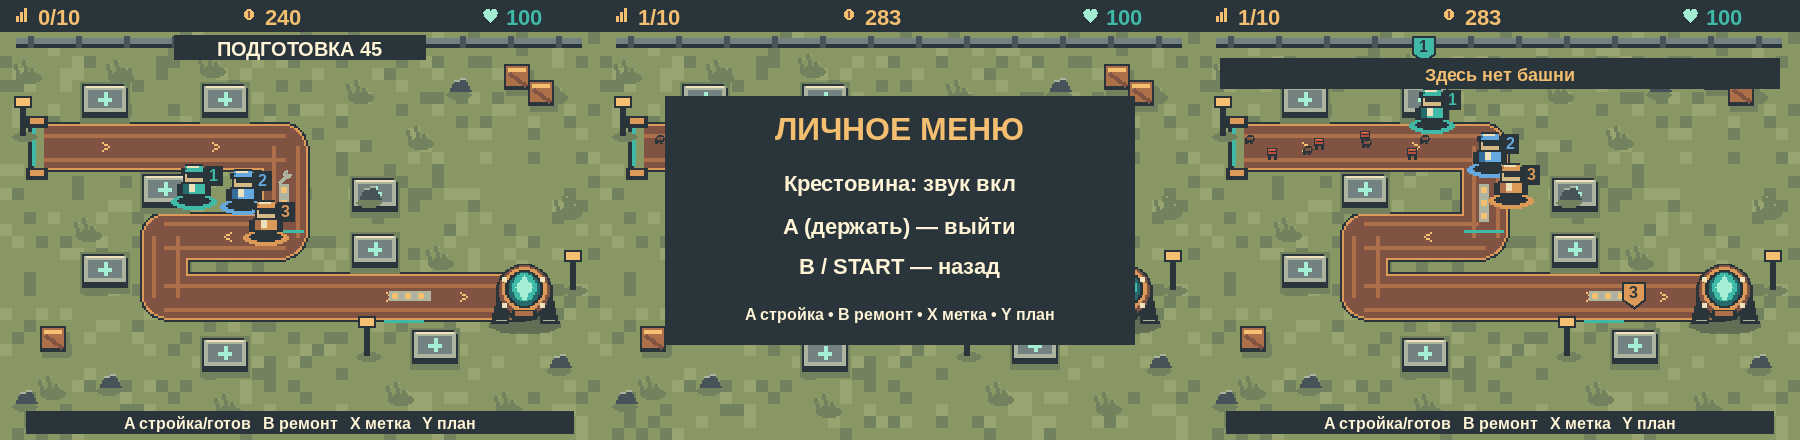 0/10 240 100
ПОДГОТОВКА 45
1
2
3
A стройка/готов B ремонт X метка Y план
1/10 283 100
ЛИЧНОЕ МЕНЮ
Крестовина: звук вкл
A (держать) — выйти
B / START — назад
A стройка • B ремонт • X метка • Y план
1/10 283 100
1
Здесь нет башни
1
2
3
3
A стройка/готов B ремонт X метка Y план